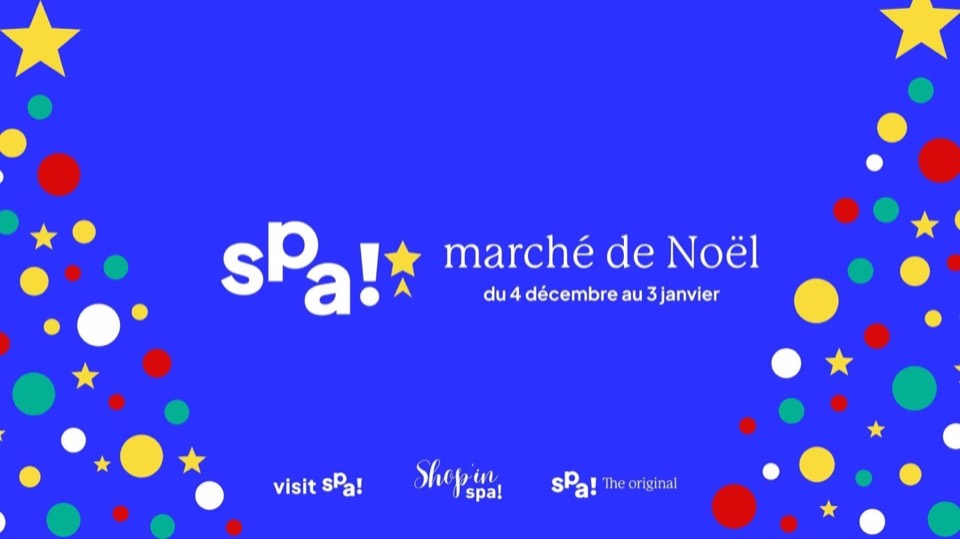 spa!
marché de Noël
du 4 décembre au 3 janvier
visit spa!
Shop'in
spa!
spa! The original